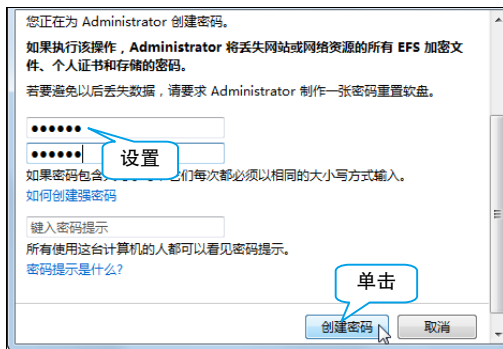 您正在为 Administrator 创建密码。
如果执行该操作，Administrator 将丢失网站或网络资源的所有 EFS 加密文
件、个人证书和存储的密码。
若要避免以后丢失数据，请要求 Administrator 制作一张密码重置软盘。
●●●●●●
●●●●●●
设置
如果密码包含 它们每次都必须以相同的大小写方式输入。
如何创建强密码
键入密码提示
所有使用这台计算机的人都可以看见密码提示。
密码提示是什么?
单击
创建密码 取消